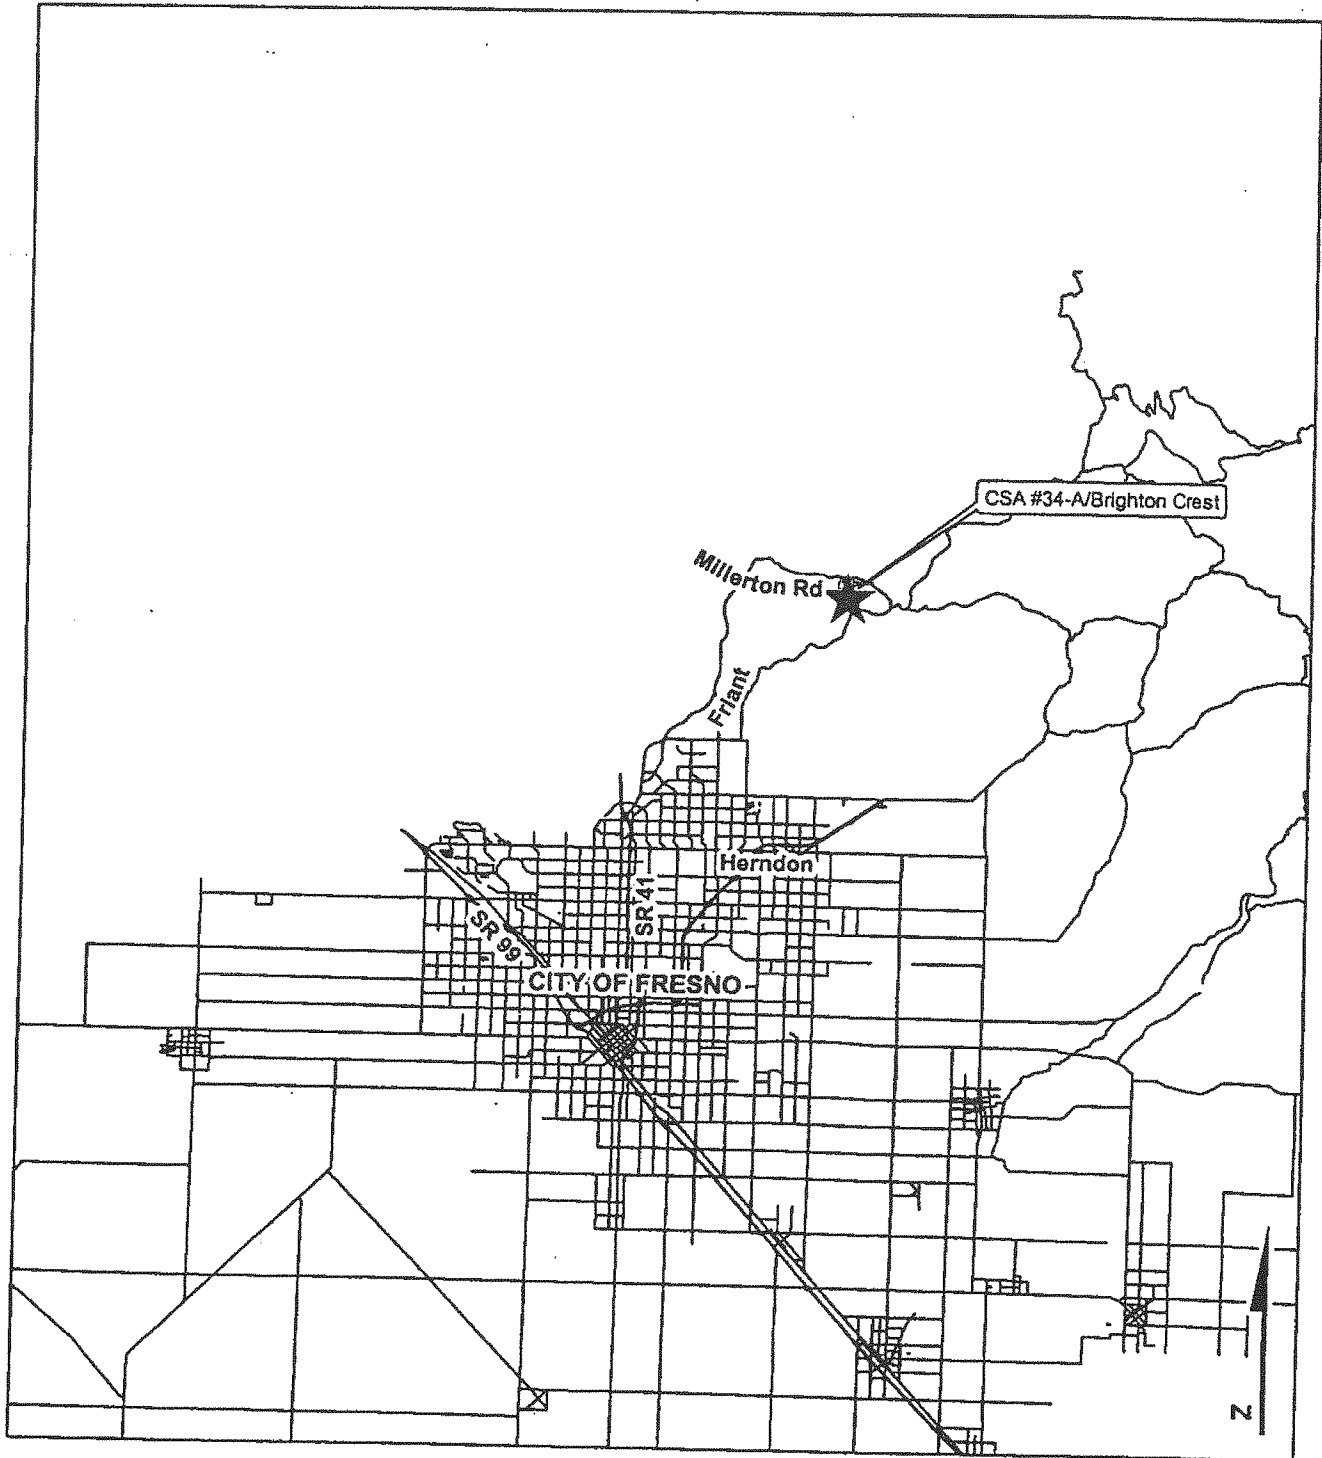 CSA #34-A/Brighton Crest
Millerton Rd
Friant
Herndon
SR 41
SR 99
CITY OF FRESNO
N